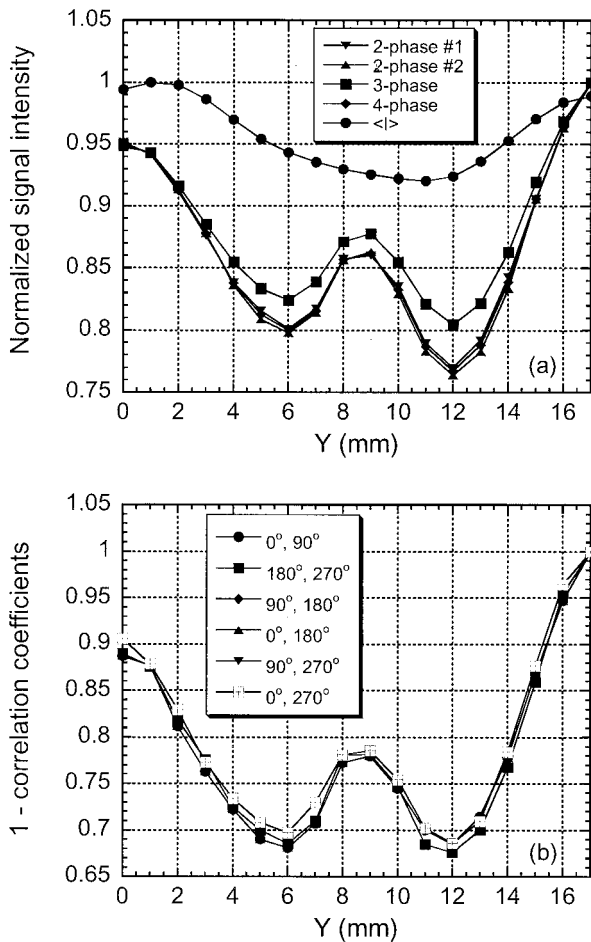 1.05
1
0.95
0.9
0.85
0.8
0.75
Normalized signal intensity
2-phase #1
2-phase #2
3-phase
4-phase
<I>
(a)
0 2 4 6 8 10 12 14 16
Y (mm)
1.05
1
0.95
0.9
0.85
0.8
0.75
0.7
0.65
1 - correlation coefficients
0°, 90°
180°, 270°
90°, 180°
0°, 180°
90°, 270°
0°, 270°
(b)
0 2 4 6 8 10 12 14 16
Y (mm)